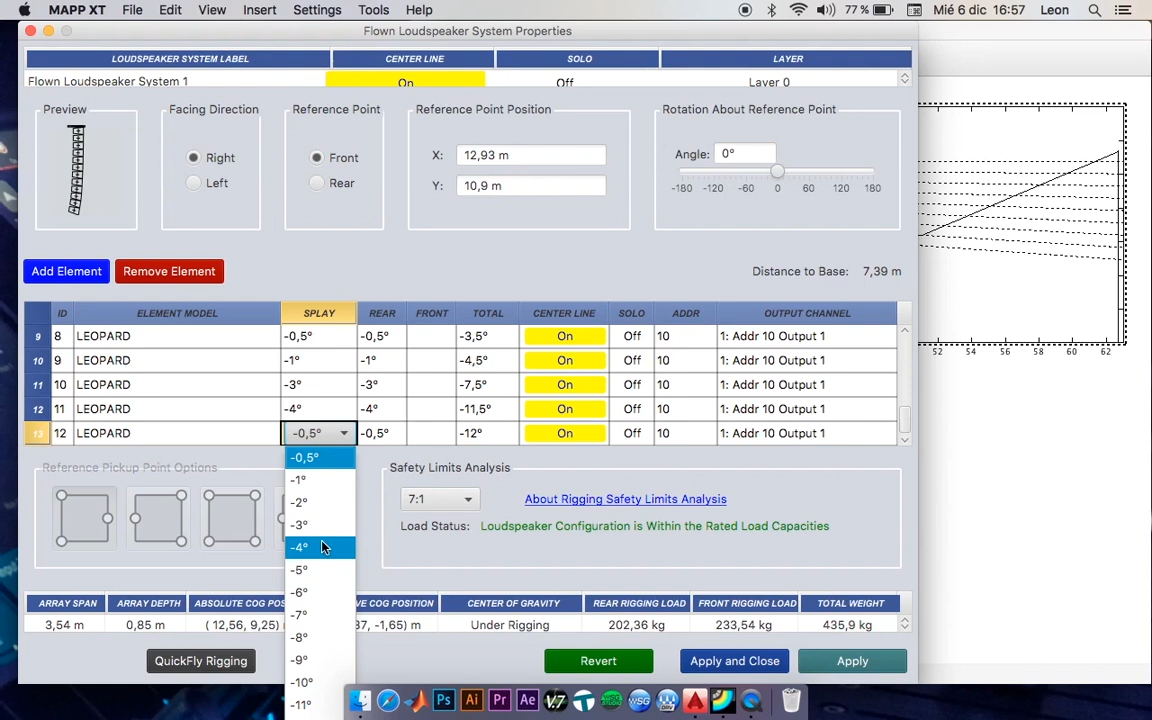 MAPP XT File Edit View Insert Settings Tools Help 77 % Mié 6 dic 16:57 Leon
Flown Loudspeaker System Properties
LOUDSPEAKER SYSTEM LABEL CENTER LINE SOLO LAYER
Flown Loudspeaker System 1 On Off Layer 0
Preview Facing Direction Reference Point Reference Point Position Rotation About Reference Point
Right Front X: 12,93 m Angle: 0°
Left Rear Y: 10,9 m
-180 -120 -60 0 60 120 180
Add Element Remove Element Distance to Base: 7,39 m
ID ELEMENT MODEL SPLAY REAR FRONT TOTAL CENTER LINE SOLO ADDR OUTPUT CHANNEL
9 8 LEOPARD -0,5° -0,5° -3,5° On Off 10 1: Addr 10 Output 1
10 9 LEOPARD -1° -1° -4,5° On Off 10 1: Addr 10 Output 1
11 10 LEOPARD -3° -3° -7,5° On Off 10 1: Addr 10 Output 1
12 11 LEOPARD -4° -4° -11,5° On Off 10 1: Addr 10 Output 1
13 12 LEOPARD -0,5° -0,5° -12° On Off 10 1: Addr 10 Output 1
52 54 56 58 60 62
-0,5°
-1°
-2°
-3°
-4°
-5°
-6°
-7°
-8°
-9°
-10°
-11°
Reference Pickup Point Options Safety Limits Analysis
7:1 About Rigging Safety Limits Analysis
Load Status: Loudspeaker Configuration is Within the Rated Load Capacities
ARRAY SPAN ARRAY DEPTH ABSOLUTE COG POS VE COG POSITION CENTER OF GRAVITY REAR RIGGING LOAD FRONT RIGGING LOAD TOTAL WEIGHT
3,54 m 0,85 m ( 12,56, 9,25) 37, -1,65) m Under Rigging 202,36 kg 233,54 kg 435,9 kg
QuickFly Rigging Revert Apply and Close Apply
Ps Ai Pr Ae V.7 WSG